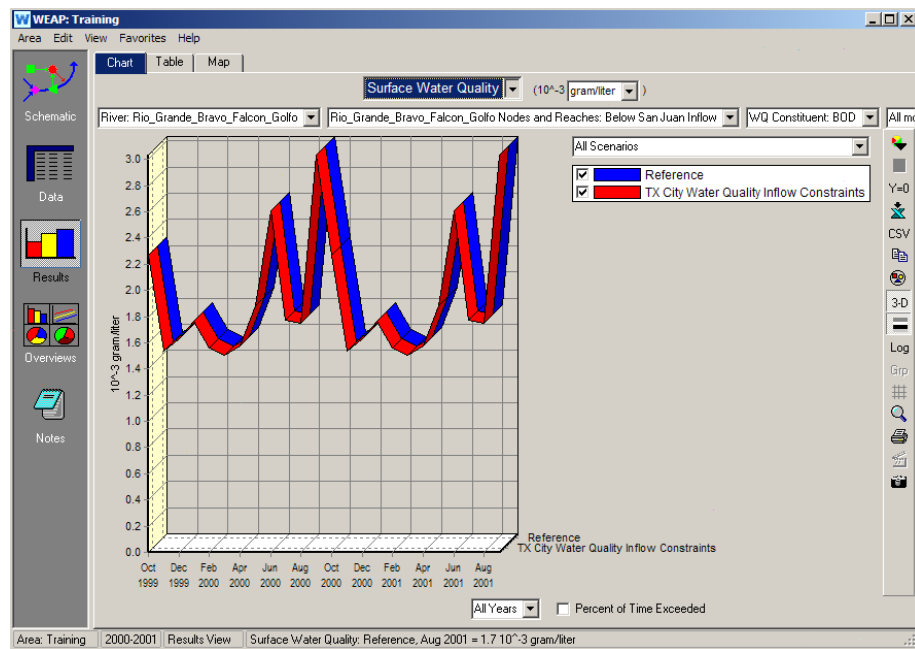 WEAP: Training
Area Edit View Favorites Help
Chart Table Map
Surface Water Quality (10^-3 gram/liter )
River: Rio_Grande_Bravo_Falcon_Golfo Rio_Grande_Bravo_Falcon_Golfo Nodes and Reaches: Below San Juan Inflow WQ Constituent: BOD All mo
All Scenarios
Reference
TX City Water Quality Inflow Constraints
Schematic
Data
Results
Overviews
Notes
Y=0
CSV
3-D
Log
Grp
10^-3 gram/liter
3.0
2.8
2.6
2.4
2.2
2.0
1.8
1.6
1.4
1.2
1.0
0.8
0.6
0.4
0.2
0.0
Reference
TX City Water Quality Inflow Constraints
Oct Dec Feb Apr Jun Aug Oct Dec Feb Apr Jun Aug
1999 1999 2000 2000 2000 2000 2000 2000 2001 2001 2001 2001
All Years Percent of Time Exceeded
Area: Training 2000-2001 Results View Surface Water Quality: Reference, Aug 2001 = 1.7 10^-3 gram/liter